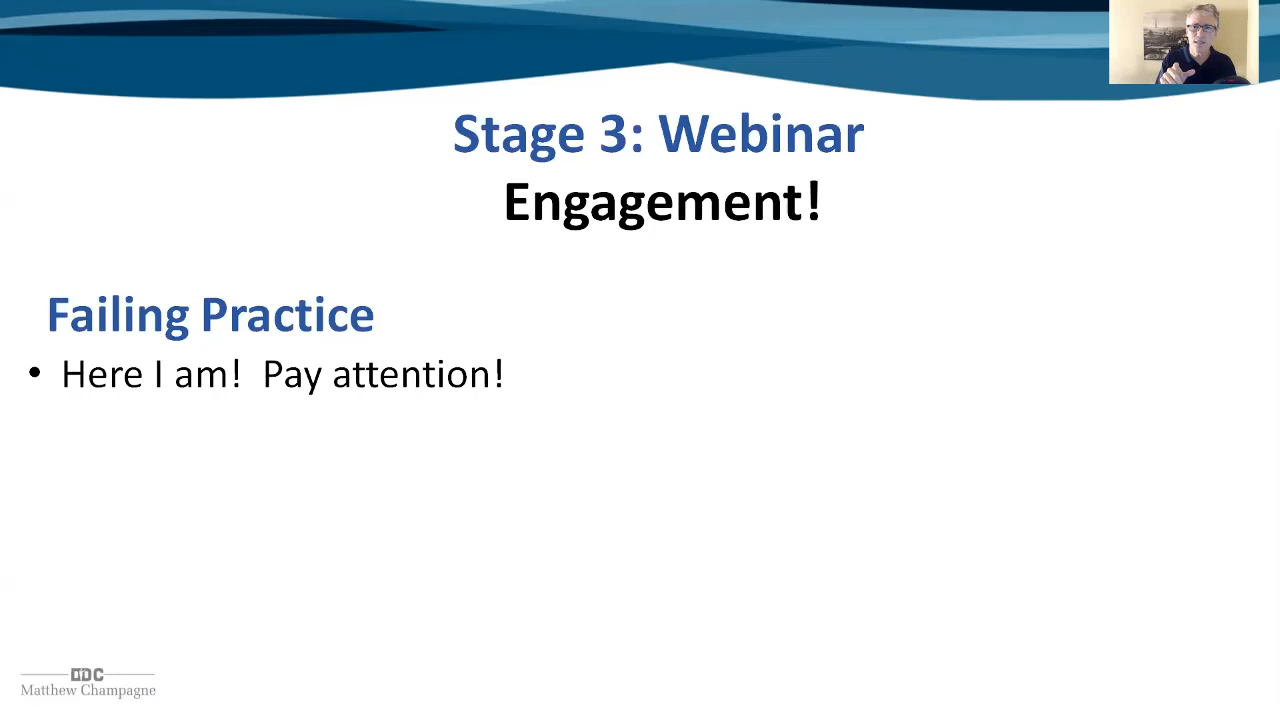 Stage 3: Webinar
Engagement!
Failing Practice
• Here I am!  Pay attention!
Matthew Champagne